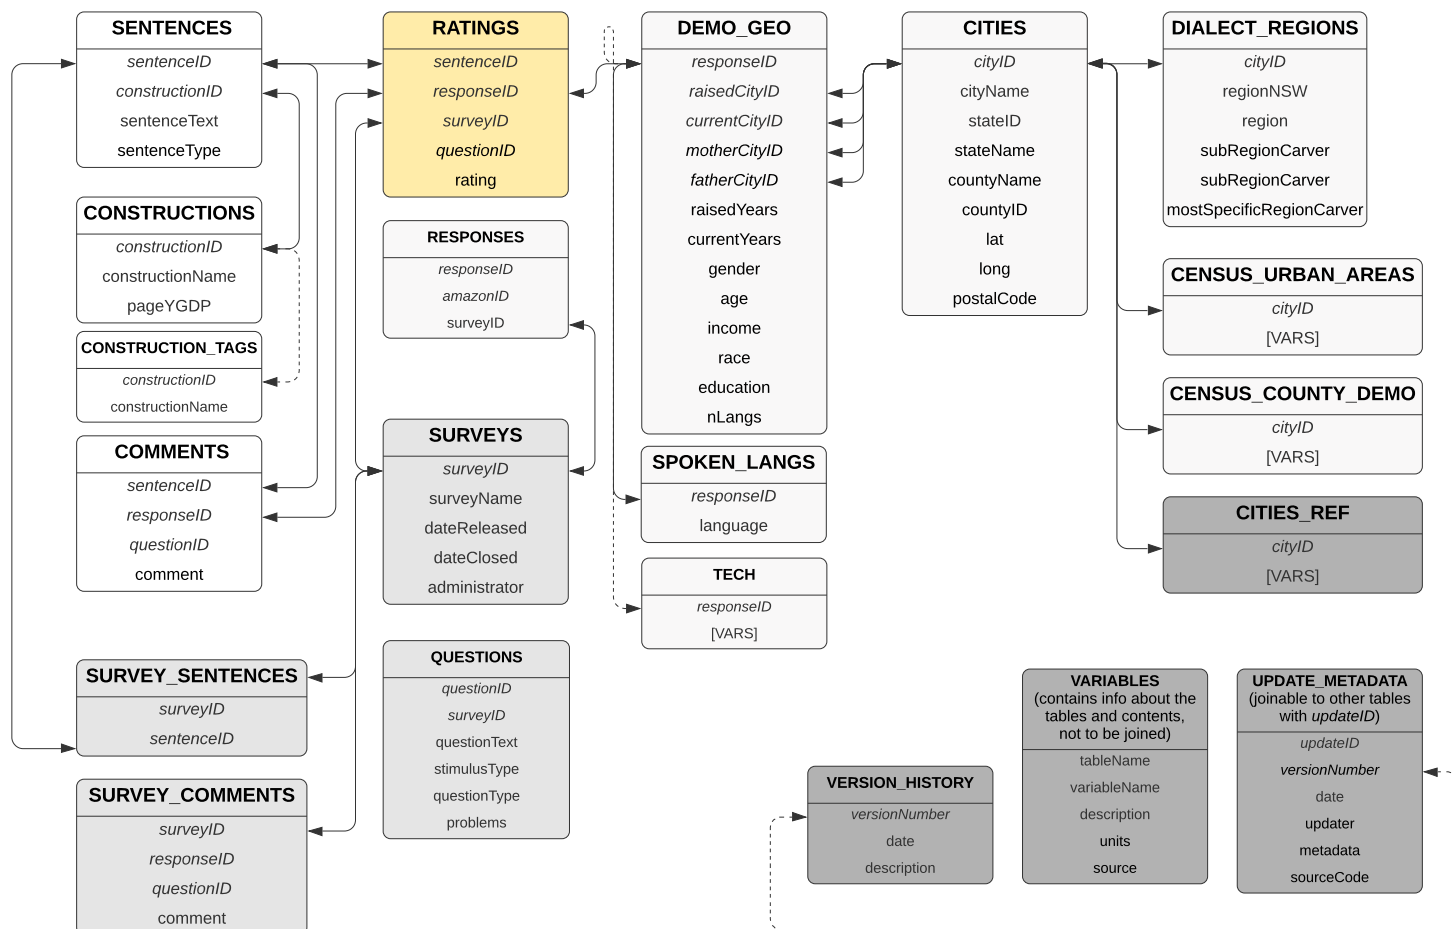 SENTENCES
sentenceID
constructionID
sentenceText
sentenceType
CONSTRUCTIONS
constructionID
constructionName
pageYGDP
CONSTRUCTION_TAGS
constructionID
constructionName
COMMENTS
sentenceID
responseID
questionID
comment
SURVEY_SENTENCES
surveyID
sentenceID
SURVEY_COMMENTS
surveyID
responseID
questionID
comment
RATINGS
sentenceID
responseID
surveyID
questionID
rating
RESPONSES
responseID
amazonID
surveyID
SURVEYS
surveyID
surveyName
dateReleased
dateClosed
administrator
QUESTIONS
questionID
surveyID
questionText
stimulusType
questionType
problems
DEMO_GEO
responseID
raisedCityID
currentCityID
motherCityID
fatherCityID
raisedYears
currentYears
gender
age
income
race
education
nLangs
SPOKEN_LANGS
responseID
language
TECH
responseID
[VARS]
CITIES
cityID
cityName
stateID
stateName
countyName
countyID
lat
long
postalCode
DIALECT_REGIONS
cityID
regionNSW
region
subRegionCarver
subRegionCarver
mostSpecificRegionCarver
CENSUS_URBAN_AREAS
cityID
[VARS]
CENSUS_COUNTY_DEMO
cityID
[VARS]
CITIES_REF
cityID
[VARS]
VERSION_HISTORY
versionNumber
date
description
VARIABLES
(contains info about the
tables and contents,
not to be joined)
tableName
variableName
description
units
source
UPDATE_METADATA
(joinable to other tables
with updateID)
updateID
versionNumber
date
updater
metadata
sourceCode